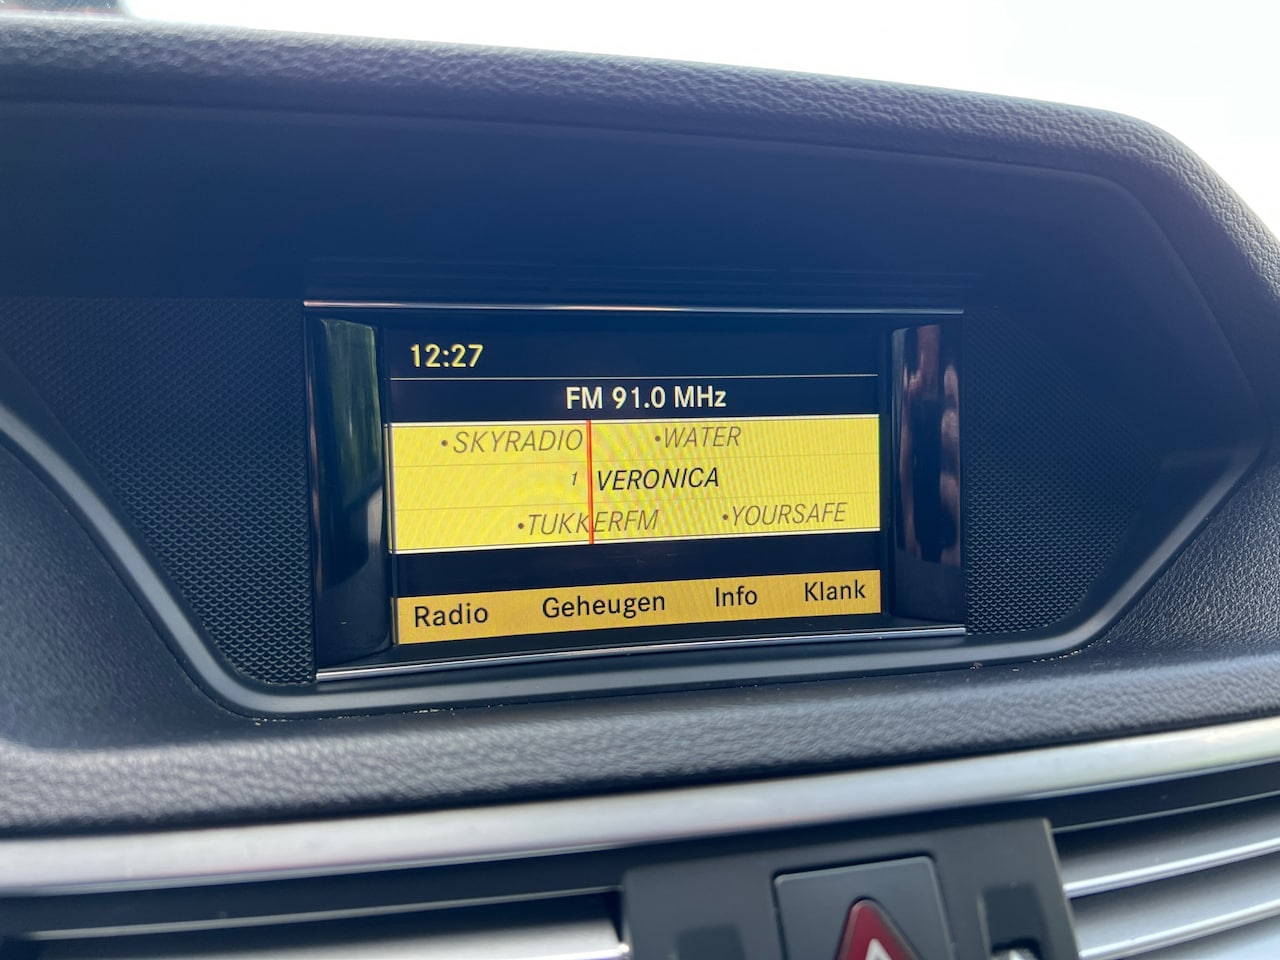 12:27
FM 91.0 MHz
•SKYRADIO •WATER
1 VERONICA
•TUKKERFM •YOURSAFE
Radio Geheugen Info Klank